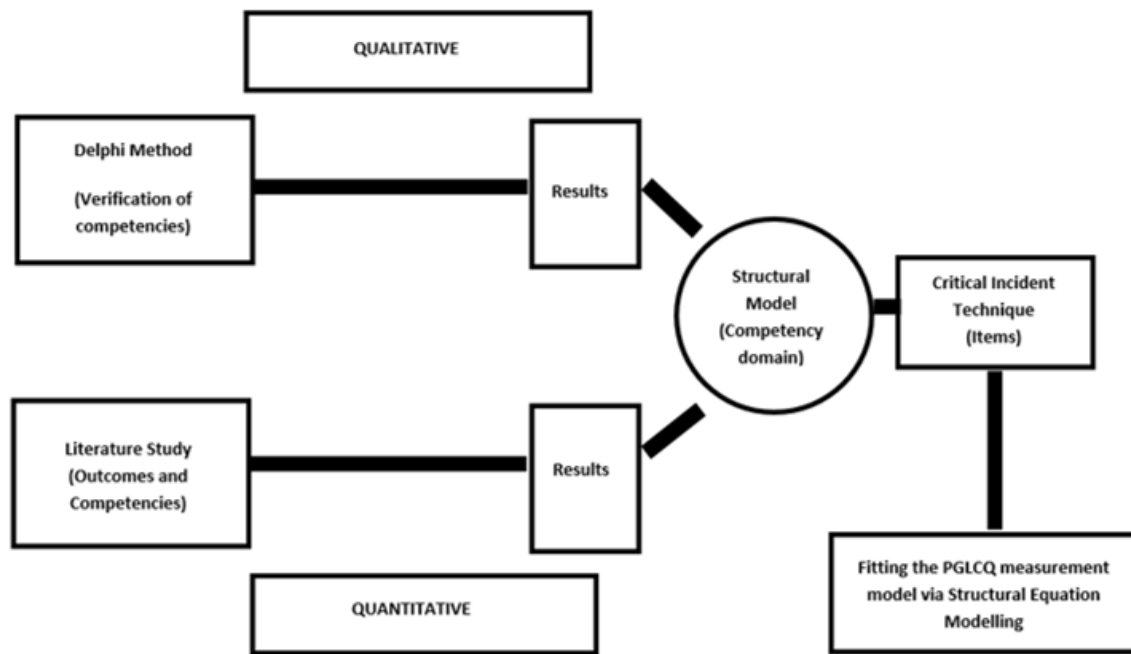 QUALITATIVE
Delphi Method
(Verification of
competencies)
Results
Structural
Model
(Competency
domain)
Critical Incident
Technique
(Items)
Literature Study
(Outcomes and
Competencies)
Results
QUANTITATIVE
Fitting the PGLCQ measurement
model via Structural Equation
Modelling